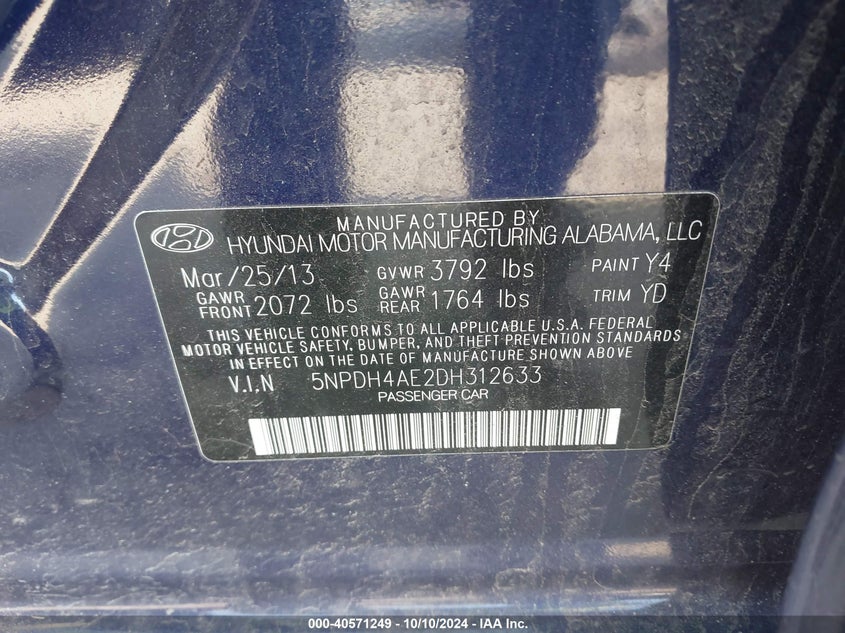 MANUFACTURED BY
HYUNDAI MOTOR MANUFACTURING ALABAMA, LLC
Mar/25/13 GVWR 3792 lbs PAINT Y4
GAWR FRONT 2072 lbs GAWR REAR 1764 lbs TRIM YD
THIS VEHICLE CONFORMS TO ALL APPLICABLE U.S.A. FEDERAL
MOTOR VEHICLE SAFETY, BUMPER, AND THEFT PREVENTION STANDARDS
IN EFFECT ON THE DATE OF MANUFACTURE SHOWN ABOVE
V.I.N 5NPDH4AE2DH312633
PASSENGER CAR
000-40571249 - 10/10/2024 - IAA Inc.